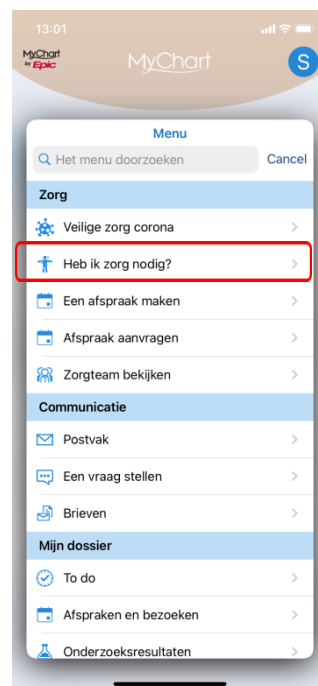 13:01
MyChart
by Epic
MyChart
S
Menu
Het menu doorzoeken
Cancel
Zorg
Veilige zorg corona
Heb ik zorg nodig?
Een afspraak maken
Afspraak aanvragen
Zorgteam bekijken
Communicatie
Postvak
Een vraag stellen
Brieven
Mijn dossier
To do
Afspraken en bezoeken
Onderzoeksresultaten